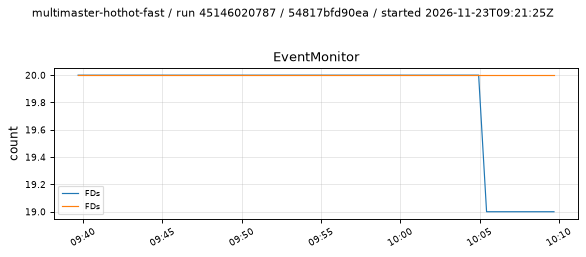 multimaster-hothot-fast / run 45146020787 / 54817bfd90ea / started 2026-11-23T09:21:25Z
EventMonitor
count
20.0
19.8
19.6
19.4
19.2
19.0
FDs
FDs
09:40
09:45
09:50
09:55
10:00
10:05
10:10